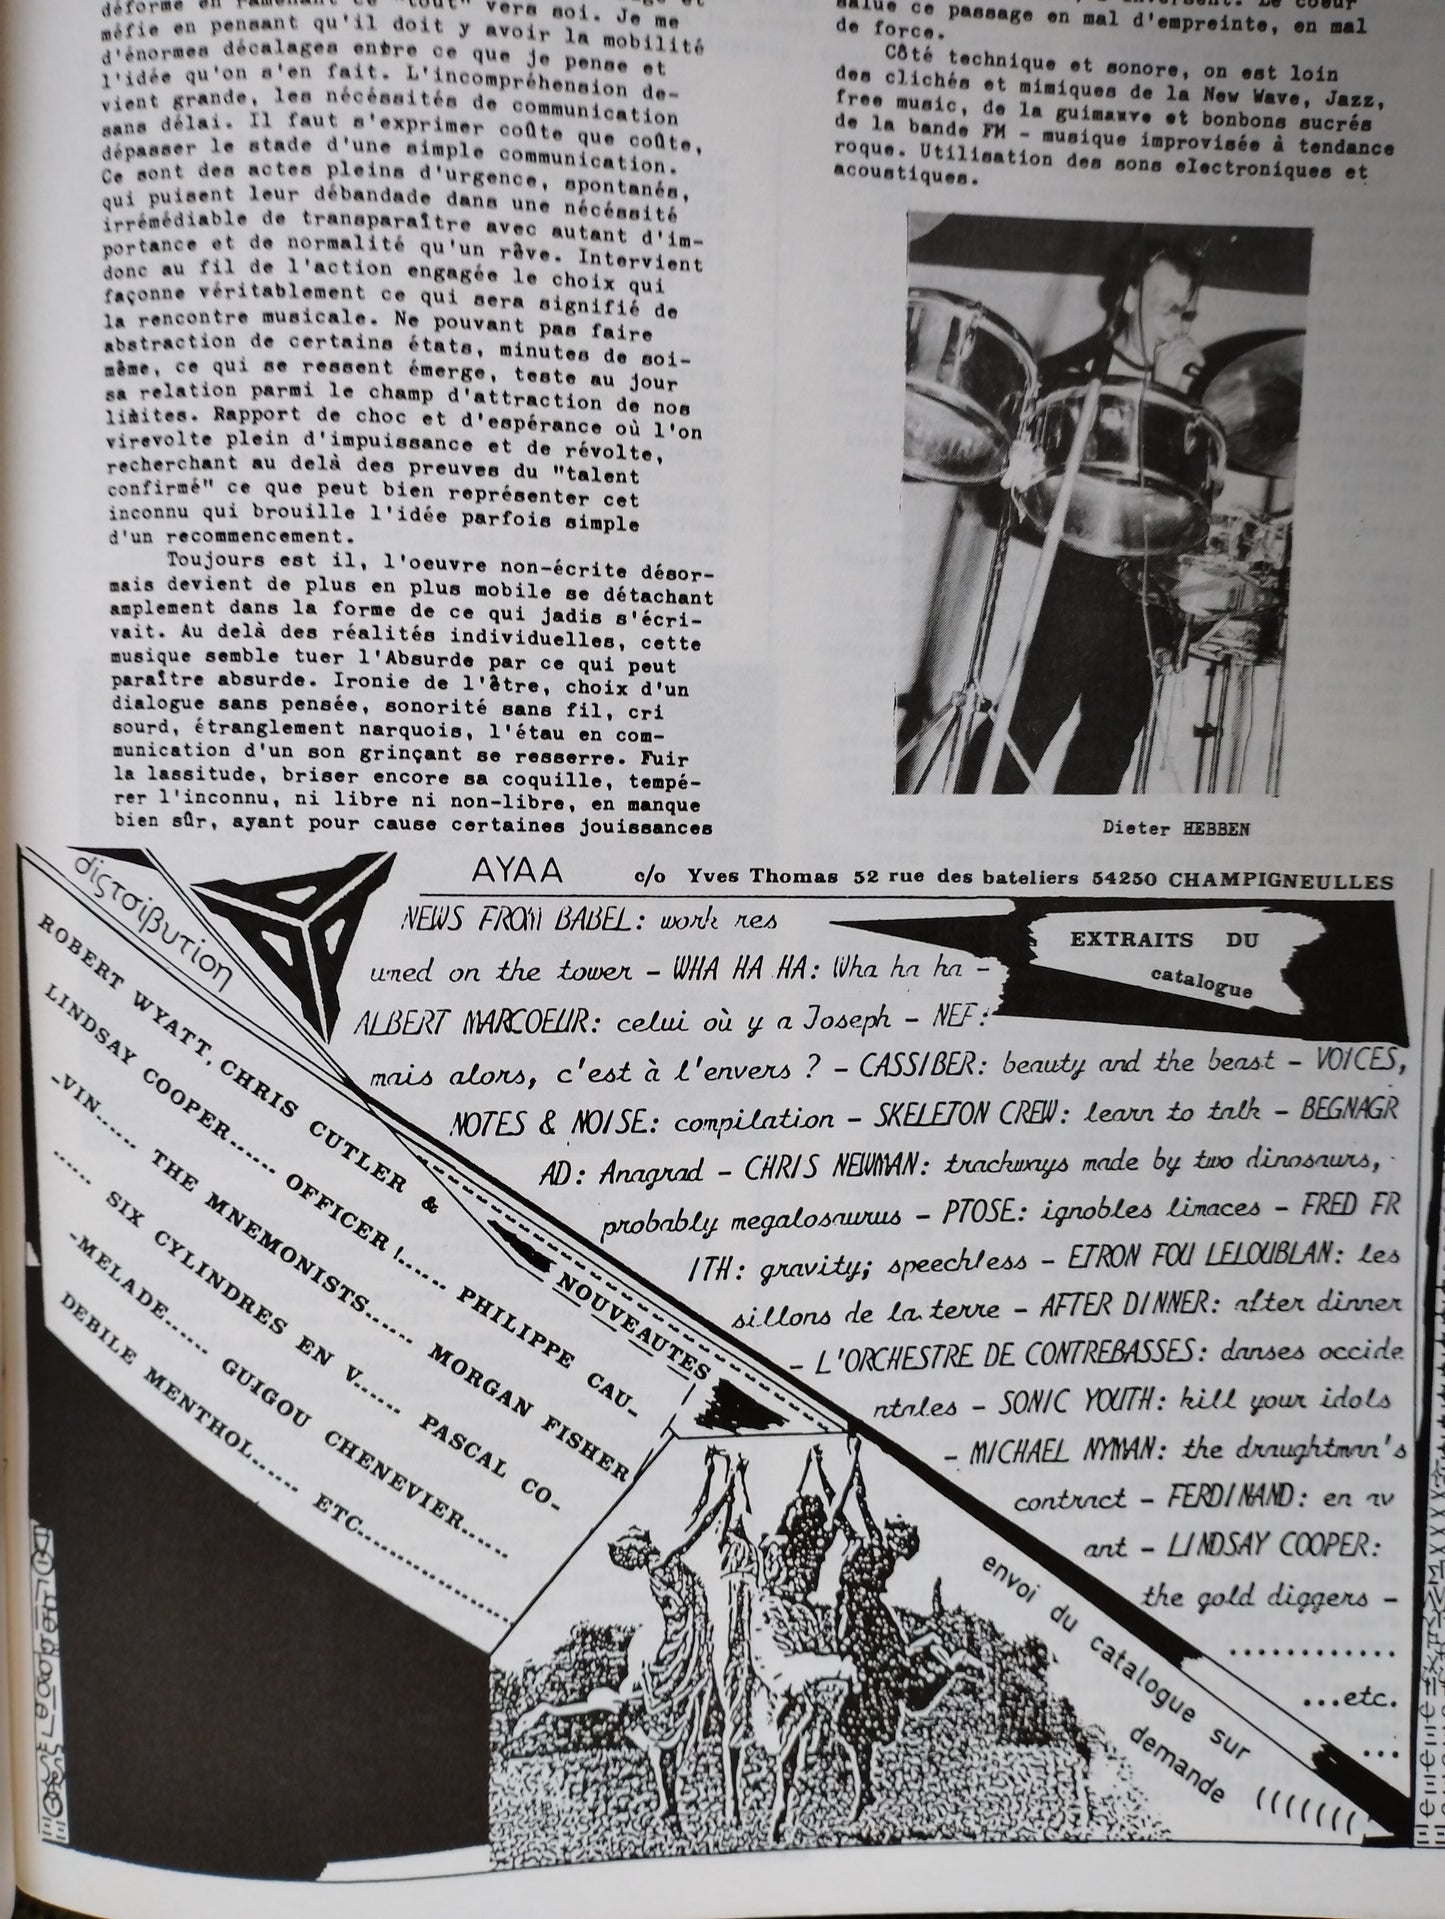 déforme en ramenant ce "tout" vers soi. Je me
méfie en pensant qu'il doit y avoir la mobilité
d'énormes décalages entre ce que je pense et
l'idée qu'on s'en fait. L'incompréhension de-
vient grande, les nécéssités de communication
sans délai. Il faut s'exprimer coûte que coûte,
dépasser le stade d'une simple communication.
Ce sont des actes pleins d'urgence, spontanés,
qui puisent leur débandade dans une nécéssité
irrémédiable de transparaître avec autant d'im-
portance et de normalité qu'un rêve. Intervient
donc au fil de l'action engagée le choix qui
façonne véritablement ce qui sera signifié de
la rencontre musicale. Ne pouvant pas faire
abstraction de certains états, minutes de soi-
même, ce qui se ressent émerge, teste au jour
sa relation parmi le champ d'attraction de nos
limites. Rapport de choc et d'espérance où l'on
virevolte plein d'impuissance et de révolte,
recherchant au delà des preuves du "talent
confirmé" ce que peut bien représenter cet
inconnu qui brouille l'idée parfois simple
d'un recommencement.
Toujours est il, l'oeuvre non-écrite désor-
mais devient de plus en plus mobile se détachant
amplement dans la forme de ce qui jadis s'écri-
vait. Au delà des réalités individuelles, cette
musique semble tuer l'Absurde par ce qui peut
paraître absurde. Ironie de l'être, choix d'un
dialogue sans pensée, sonorité sans fil, cri
sourd, étranglement narquois, l'étau en com-
munication d'un son grinçant se resserre. Fuir
la lassitude, briser encore sa coquille, tempé-
rer l'inconnu, ni libre ni non-libre, en manque
bien sûr, ayant pour cause certaines jouissances
salue ce passage en mal d'empreinte, en mal
de force.
Côté technique et sonore, on est loin
des clichés et mimiques de la New Wave, Jazz,
free music, de la guimauve et bonbons sucrés
de la bande FM - musique improvisée à tendance
roque. Utilisation des sons electroniques et
acoustiques.
Dieter HEBBEN
distribution
AYAA c/o Yves Thomas 52 rue des bateliers 54250 CHAMPIGNEULLES
EXTRAITS DU
catalogue
NEWS FROM BABEL: work res
umed on the tower - WHA HA HA: Wha ha ha -
ALBERT MARCOEUR: celui où y a Joseph - NEF:
mais alors, c'est à l'envers ? - CASSIBER: beauty and the beast - VOICES,
NOTES & NOISE: compilation - SKELETON CREW: learn to talk - BEGNAGR
AD: Anagrad - CHRIS NEWMAN: trackways made by two dinosaurs,
probably megalosaurus - PTOSE: ignobles limaces - FRED FR
ITH: gravity; speechless - ETRON FOU LELOUBLAN: les
sillons de la terre - AFTER DINNER: after dinner
- L'ORCHESTRE DE CONTREBASSES: danses occide
ntales - SONIC YOUTH: kill your idols
- MICHAEL NYMAN: the draughtman's
contract - FERDINAND: en av
ant - LINDSAY COOPER:
the gold diggers -
............
...etc.
...
NOUVEAUTES
ROBERT WYATT, CHRIS CUTLER &
LINDSAY COOPER...... OFFICER !...... PHILIPPE CAU-
-VIN..... THE MNEMONISTS...... MORGAN FISHER
..... SIX CYLINDRES EN V..... PASCAL CO-
-MELADE...... GUIGOU CHENEVIER.....
DEBILE MENTHOL...... ETC...............
envoi du catalogue sur
demande ((((((((